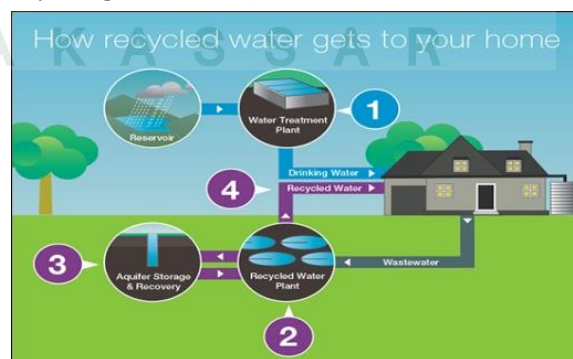 How recycled water gets to your home
A K A S S A R
Reservoir
Water Treatment
Plant
1
Drinking Water
Recycled Water
4
3
Aquifer Storage
& Recovery
Recycled Water
Plant
Wastewater
2